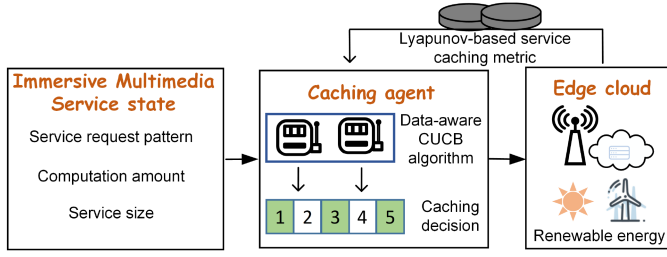 Lyapunov-based service
caching metric
Immersive Multimedia
Service state
Service request pattern
Computation amount
Service size
Caching agent
Data-aware
CUCB
algorithm
1 2 3 4 5
Caching
decision
Edge cloud
Renewable energy